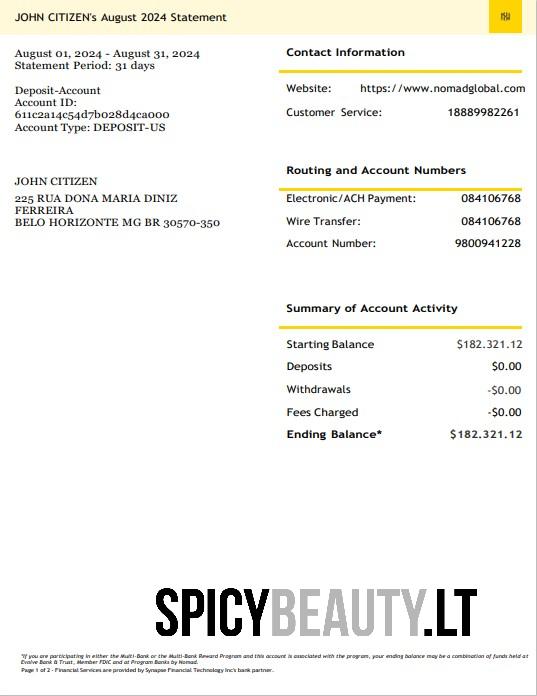 JOHN CITIZEN's August 2024 Statement
August 01, 2024 - August 31, 2024
Statement Period: 31 days
Deposit-Account
Account ID:
611c2a14c54d7b028d4ca000
Account Type: DEPOSIT-US
JOHN CITIZEN
225 RUA DONA MARIA DINIZ
FERREIRA
BELO HORIZONTE MG BR 30570-350
Contact Information
Website: https://www.nomadglobal.com
Customer Service: 18889982261
Routing and Account Numbers
Electronic/ACH Payment: 084106768
Wire Transfer: 084106768
Account Number: 9800941228
Summary of Account Activity
Starting Balance $182.321.12
Deposits $0.00
Withdrawals -$0.00
Fees Charged -$0.00
Ending Balance* $182.321.12
SPICYBEAUTY.LT
*If you are participating in either the Multi-Bank or the Multi-Bank Reward Program and this account is associated with the program, your ending balance may be a combination of funds held at
Evolve Bank & Trust, Member FDIC and at Program Banks by Nomad.
Page 1 of 2 - Financial Services are provided by Synapse Financial Technology Inc's bank partner.